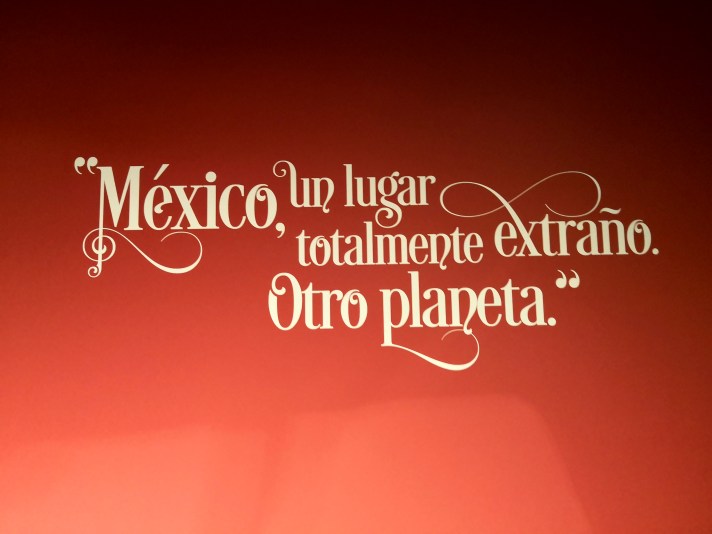 “México, un lugar
totalmente extraño.
Otro planeta.“